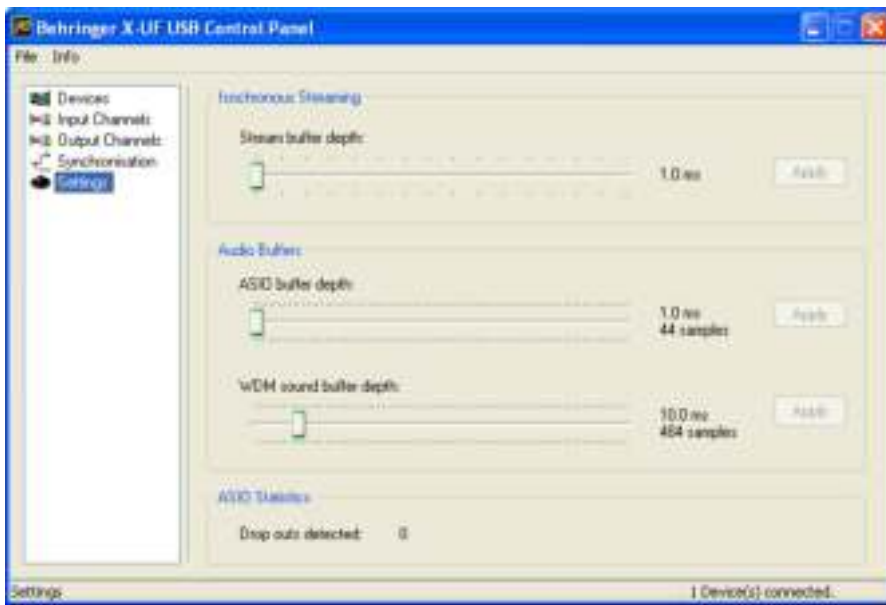 Behringer X-UF USB Control Panel
File Info
Devices
Input Channels
Output Channels
Synchronisation
Settings
Isochronous Streaming
Stream buffer depth:
1.0 ms
Apply
Audio Buffers
ASIO buffer depth:
1.0 ms
44 samples
Apply
WDM sound buffer depth:
10.0 ms
484 samples
Apply
ASIO Statistics
Drop outs detected: 0
Settings
1 Device(s) connected.